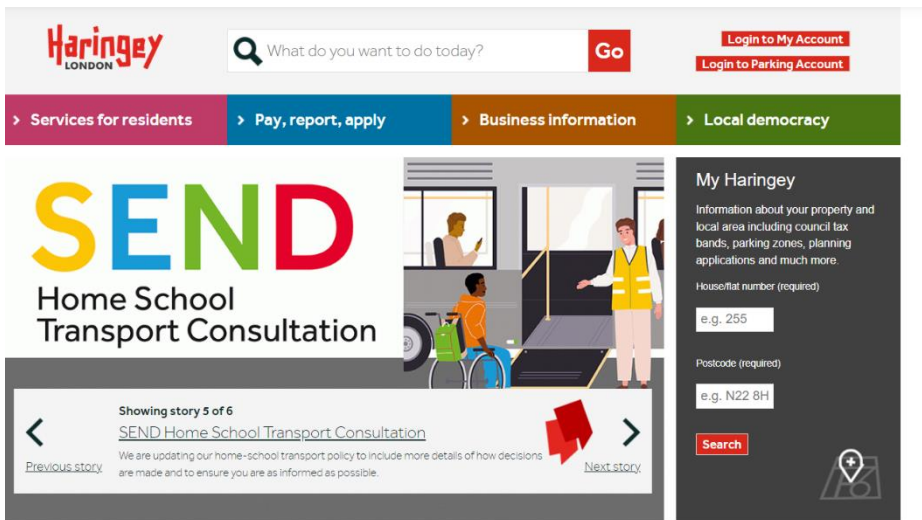 Haringey
LONDON
What do you want to do today?
Go
Login to My Account
Login to Parking Account
Services for residents
Pay, report, apply
Business information
Local democracy
SEND
Home School
Transport Consultation
Showing story 5 of 6
SEND Home School Transport Consultation
We are updating our home-school transport policy to include more details of how decisions
are made and to ensure you are as informed as possible.
Previous story
Next story
My Haringey
Information about your property and
local area including council tax
bands, parking zones, planning
applications and much more.
House/flat number (required)
e.g. 255
Postcode (required)
e.g. N22 8H
Search